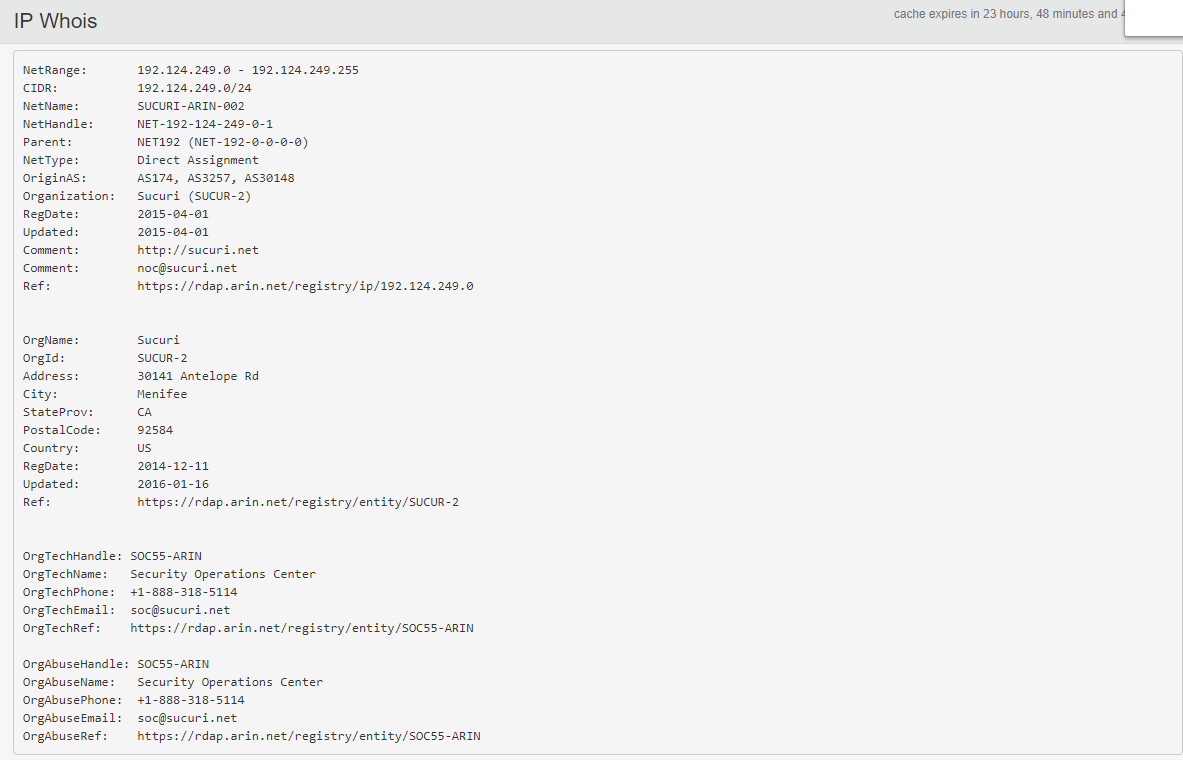 IP Whois
cache expires in 23 hours, 48 minutes and
NetRange: 192.124.249.0 - 192.124.249.255
CIDR: 192.124.249.0/24
NetName: SUCURI-ARIN-002
NetHandle: NET-192-124-249-0-1
Parent: NET192 (NET-192-0-0-0-0)
NetType: Direct Assignment
OriginAS: AS174, AS3257, AS30148
Organization: Sucuri (SUCUR-2)
RegDate: 2015-04-01
Updated: 2015-04-01
Comment: http://sucuri.net
Comment: noc@sucuri.net
Ref: https://rdap.arin.net/registry/ip/192.124.249.0
OrgName: Sucuri
OrgId: SUCUR-2
Address: 30141 Antelope Rd
City: Menifee
StateProv: CA
PostalCode: 92584
Country: US
RegDate: 2014-12-11
Updated: 2016-01-16
Ref: https://rdap.arin.net/registry/entity/SUCUR-2
OrgTechHandle: SOC55-ARIN
OrgTechName: Security Operations Center
OrgTechPhone: +1-888-318-5114
OrgTechEmail: soc@sucuri.net
OrgTechRef: https://rdap.arin.net/registry/entity/SOC55-ARIN
OrgAbuseHandle: SOC55-ARIN
OrgAbuseName: Security Operations Center
OrgAbusePhone: +1-888-318-5114
OrgAbuseEmail: soc@sucuri.net
OrgAbuseRef: https://rdap.arin.net/registry/entity/SOC55-ARIN